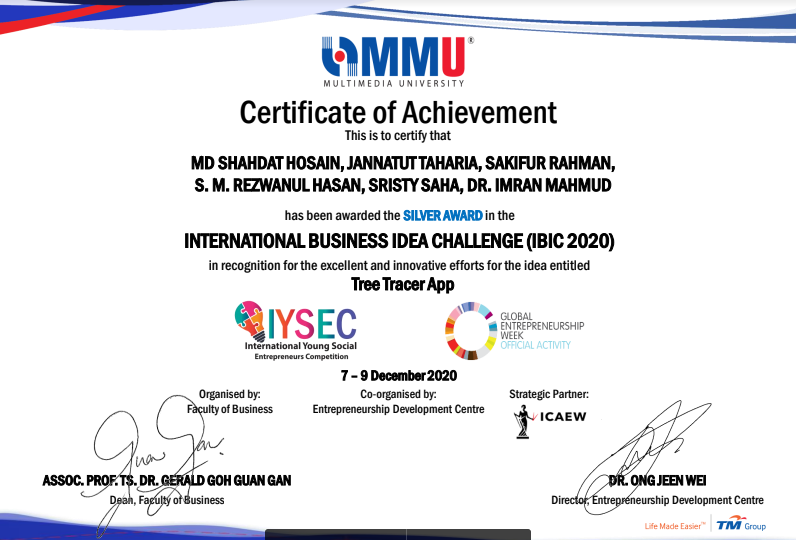 MMU®
MULTIMEDIA UNIVERSITY
Certificate of Achievement
This is to certify that
MD SHAHDAT HOSAIN, JANNATUT TAHARIA, SAKIFUR RAHMAN,
S. M. REZWANUL HASAN, SRISTY SAHA, DR. IMRAN MAHMUD
has been awarded the SILVER AWARD in the
INTERNATIONAL BUSINESS IDEA CHALLENGE (IBIC 2020)
in recognition for the excellent and innovative efforts for the idea entitled
Tree Tracer App
IYSEC
International Young Social
Entrepreneurs Competition
GLOBAL
ENTREPRENEURSHIP
WEEK
OFFICIAL ACTIVITY
7 – 9 December 2020
Organised by:
Faculty of Business
Co-organised by:
Entrepreneurship Development Centre
Strategic Partner:
ICAEW
Guan Gan
ASSOC. PROF. TS. DR. GERALD GOH GUAN GAN
Dean, Faculty of Business
DR. ONG JEEN WEI
Director, Entrepreneurship Development Centre
Life Made Easier™
TM Group